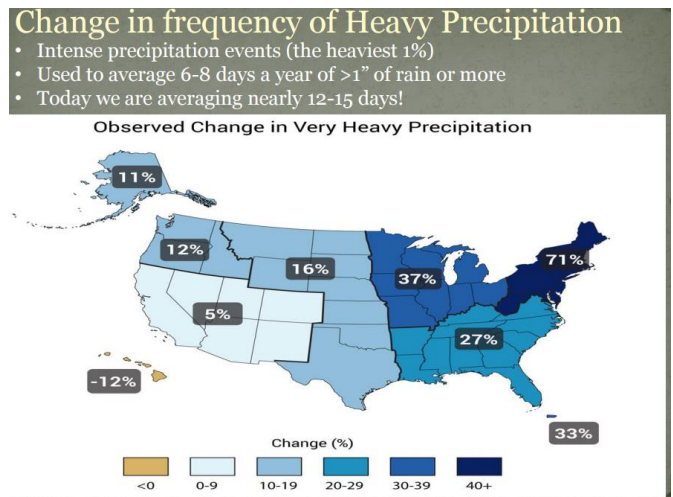 Change in frequency of Heavy Precipitation
• Intense precipitation events (the heaviest 1%)
• Used to average 6-8 days a year of >1” of rain or more
• Today we are averaging nearly 12-15 days!
Observed Change in Very Heavy Precipitation
11%
12%
16%
37%
71%
5%
27%
-12%
33%
Change (%)
<0 0-9 10-19 20-29 30-39 40+